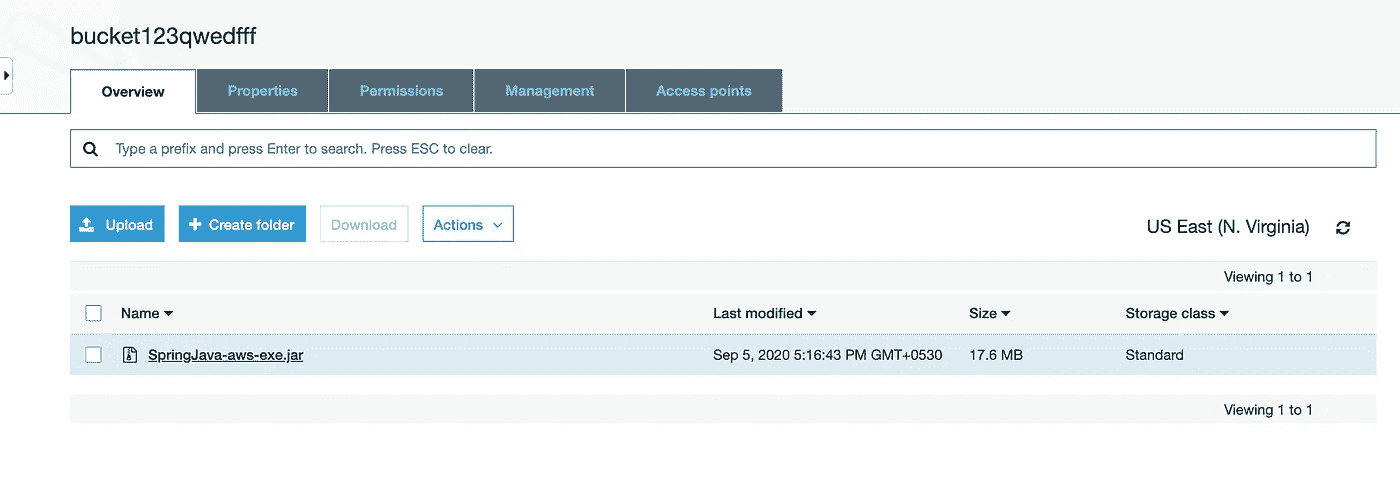 bucket123qwedfff
Overview Properties Permissions Management Access points
Type a prefix and press Enter to search. Press ESC to clear.
Upload Create folder Download Actions US East (N. Virginia)
Viewing 1 to 1
Name Last modified Size Storage class
SpringJava-aws-exe.jar Sep 5, 2020 5:16:43 PM GMT+0530 17.6 MB Standard
Viewing 1 to 1